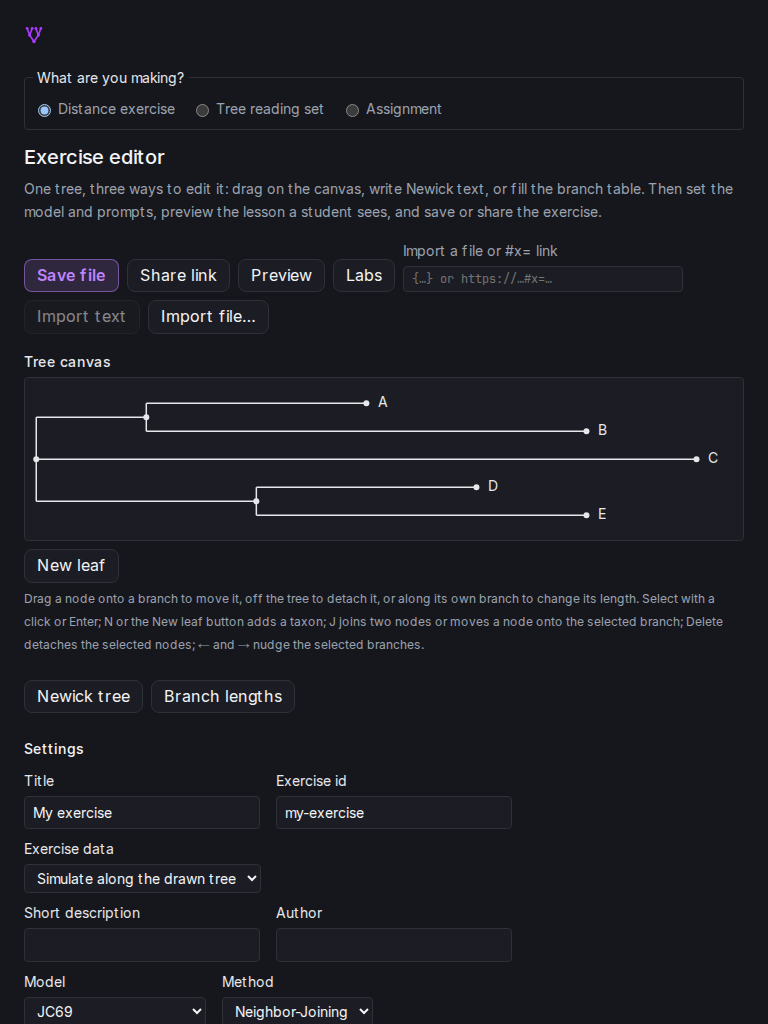 What are you making?
Distance exercise
Tree reading set
Assignment
Exercise editor
One tree, three ways to edit it: drag on the canvas, write Newick text, or fill the branch table. Then set the
model and prompts, preview the lesson a student sees, and save or share the exercise.
Import a file or #x= link
Save file
Share link
Preview
Labs
{…} or https://…#x=…
Import text
Import file...
Tree canvas
A
B
C
D
E
New leaf
Drag a node onto a branch to move it, off the tree to detach it, or along its own branch to change its length. Select with a
click or Enter; N or the New leaf button adds a taxon; J joins two nodes or moves a node onto the selected branch; Delete
detaches the selected nodes; ← and → nudge the selected branches.
Newick tree
Branch lengths
Settings
Title
Exercise id
My exercise
my-exercise
Exercise data
Simulate along the drawn tree
Short description
Author
Model
Method
JC69
Neighbor-Joining